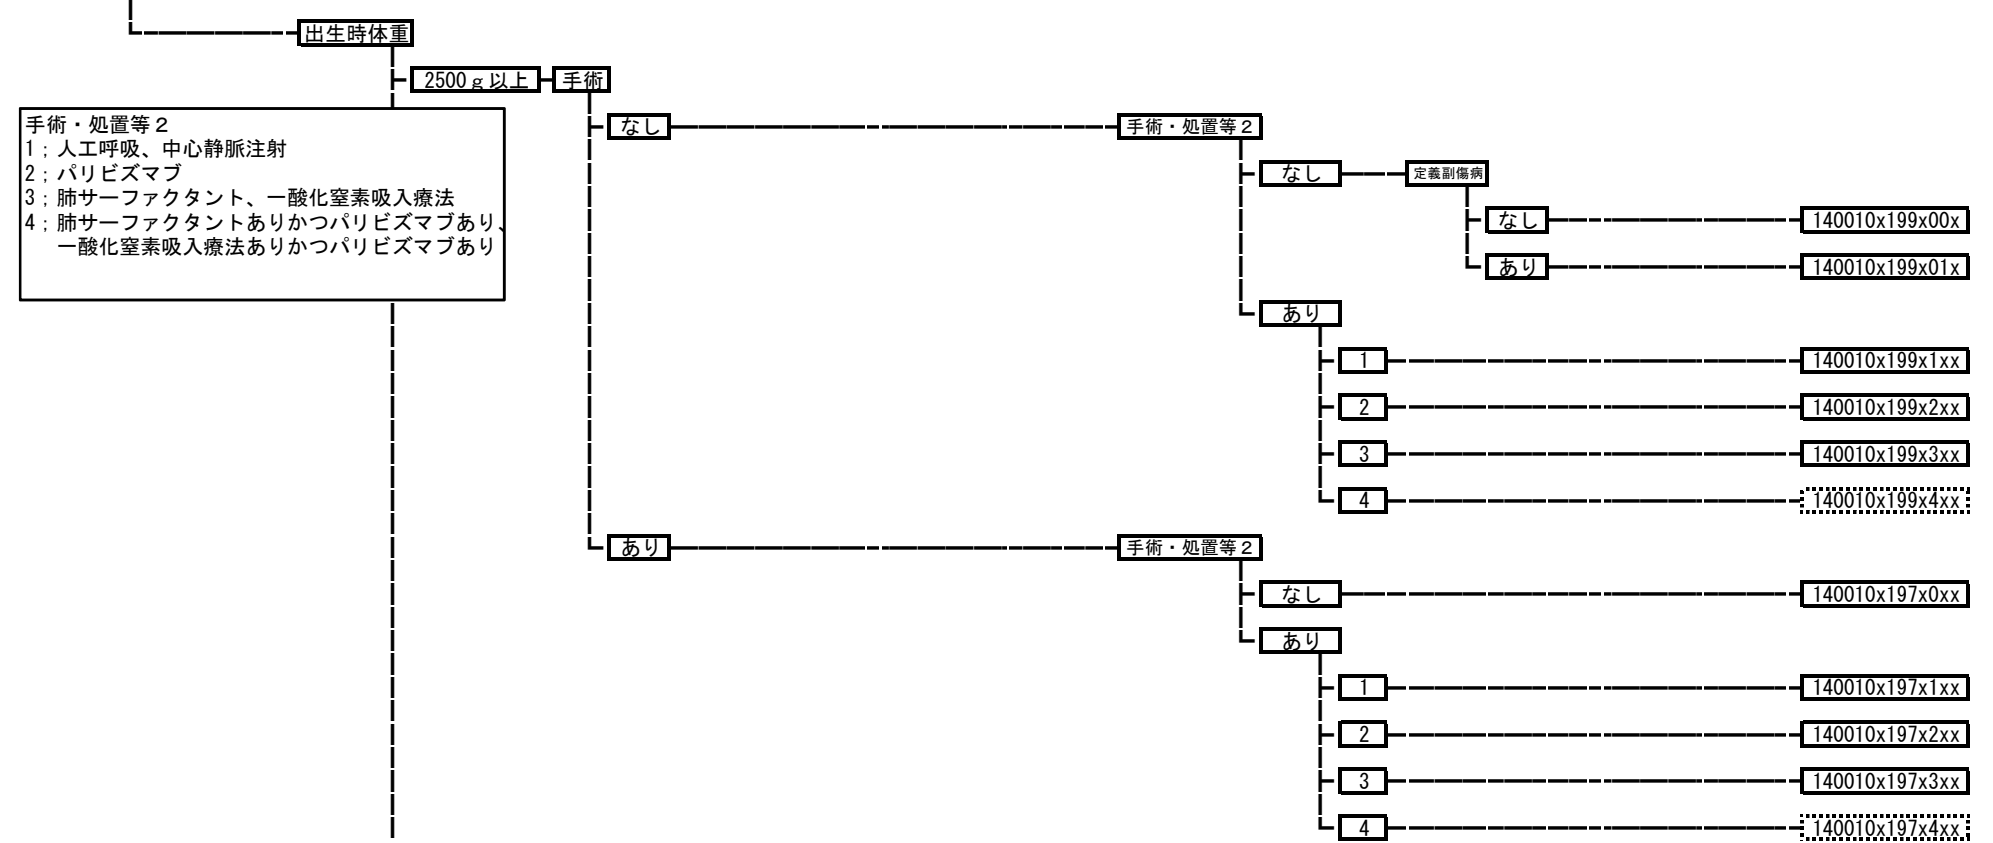 出生時体重
2500ｇ以上 手術
手術・処置等２
1；人工呼吸、中心静脈注射
2；パリビズマブ
3；肺サーファクタント、一酸化窒素吸入療法
4；肺サーファクタントありかつパリビズマブあり、
一酸化窒素吸入療法ありかつパリビズマブあり
なし 手術・処置等２
なし 定義副傷病
なし 140010x199x00x
あり 140010x199x01x
あり
1 140010x199x1xx
2 140010x199x2xx
3 140010x199x3xx
4 140010x199x4xx
あり 手術・処置等２
なし 140010x197x0xx
あり
1 140010x197x1xx
2 140010x197x2xx
3 140010x197x3xx
4 140010x197x4xx